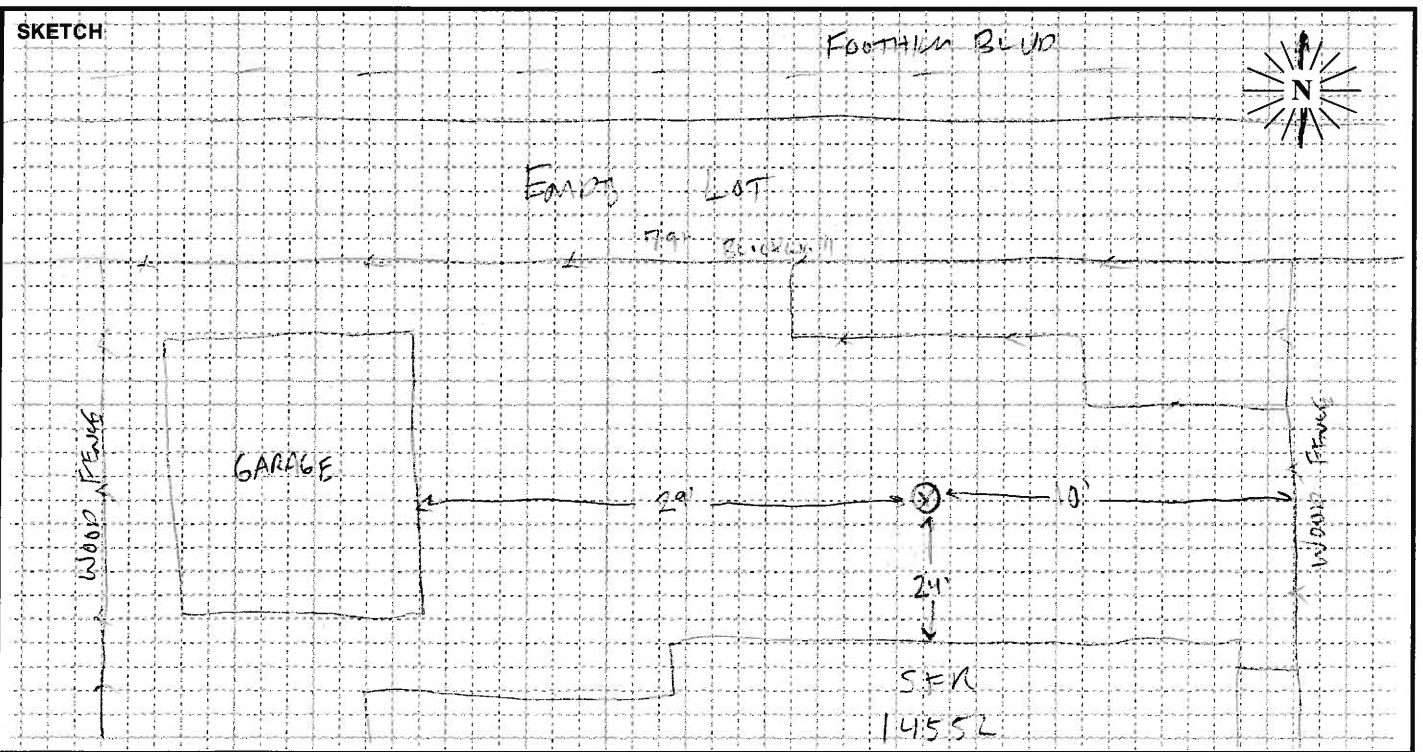 SKETCH
FOOTHILL BLVD
N
EMPTY LOT
WOOD FENCE
GARAGE
29'
10'
WOOD FENCE
24'
SFR
14552